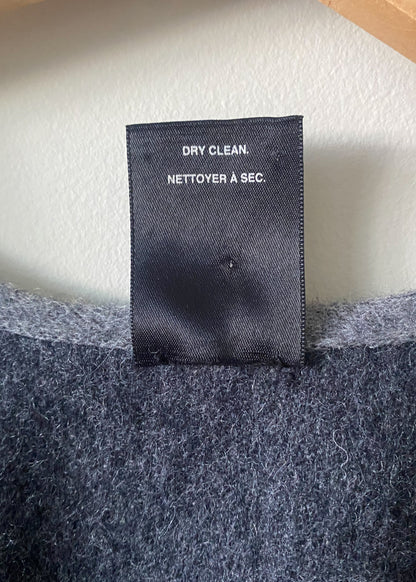 DRY CLEAN.
NETTOYER À SEC.